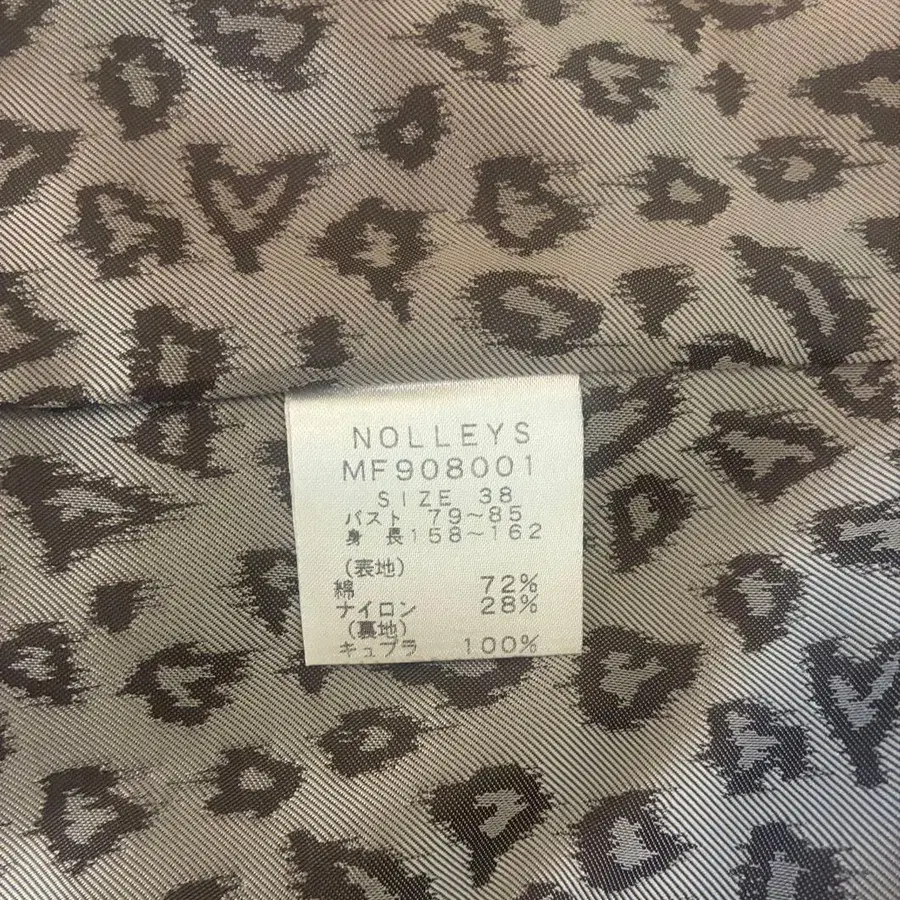 NOLLEYS
MF908001
SIZE 38
バスト 79~85
身 長158~162
(表地)
綿 72%
ナイロン 28%
(裏地)
キュプラ 100%